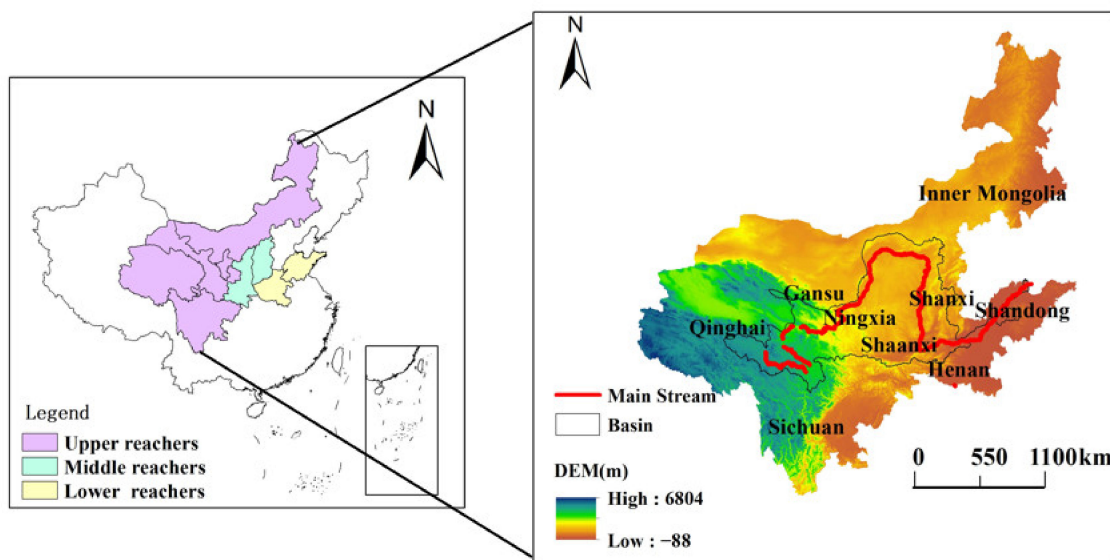 N
Legend
Upper reachers
Middle reachers
Lower reachers
N
Inner Mongolia
Gansu
Shanxi
Ningxia
Shandong
Qinghai
Shaanxi
Henan
Sichuan
Main Stream
Basin
DEM(m)
High : 6804
Low : −88
0 550 1100km